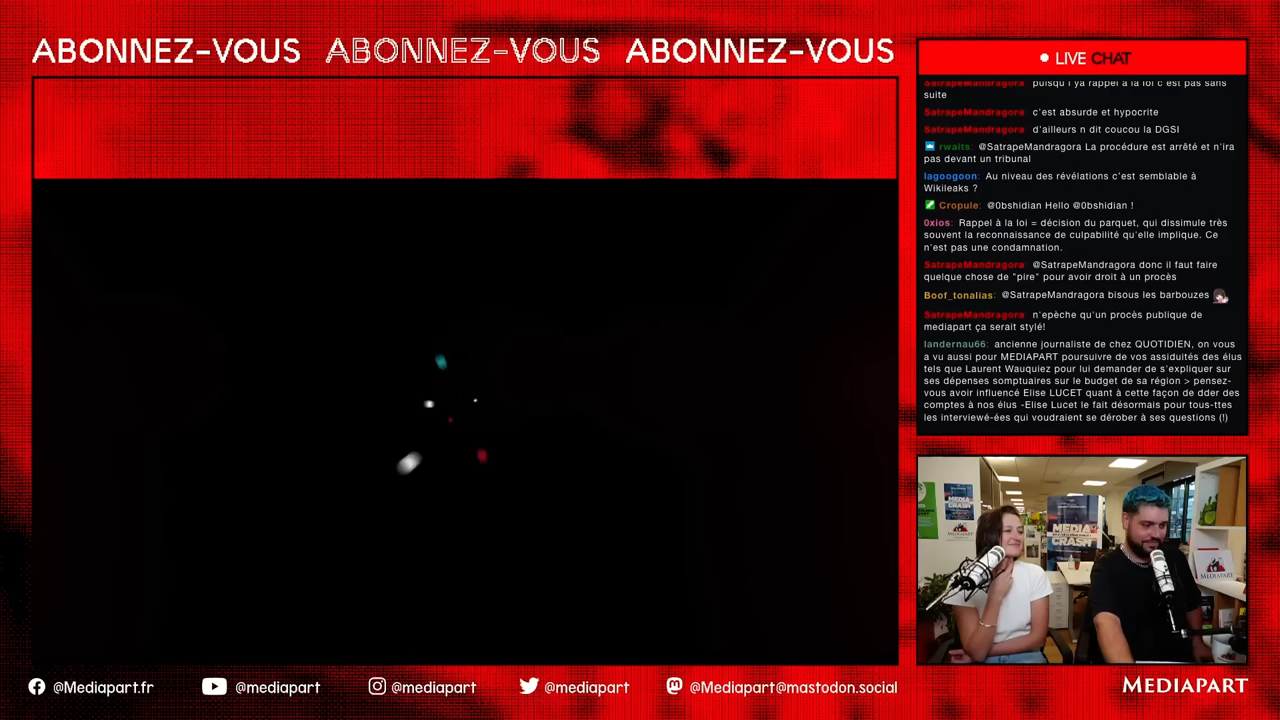 ABONNEZ-VOUS ABONNEZ-VOUS ABONNEZ-VOUS
LIVE CHAT
SatrapeMandragora puisqu'i ya rappel à la loi c'est pas sans
suite
SatrapeMandragora c'est absurde et hypocrite
SatrapeMandragora d'ailleurs n dit coucou la DGSI
rwaits: @SatrapeMandragora La procédure est arrêté et n'ira
pas devant un tribunal
lagoogoon: Au niveau des révélations c'est semblable à
Wikileaks ?
Cropule: @0bshidian Hello @0bshidian !
0xios: Rappel à la loi = décision du parquet, qui dissimule très
souvent la reconnaissance de culpabilité qu'elle implique. Ce
n'est pas une condamnation.
SatrapeMandragora @SatrapeMandragora donc il faut faire
quelque chose de "pire" pour avoir droit à un procès
Boof_tonalias: @SatrapeMandragora bisous les barbouzes
SatrapeMandragora n'epèche qu'un procès publique de
mediapart ça serait stylé!
landernau66: ancienne journaliste de chez QUOTIDIEN, on vous
a vu aussi pour MEDIAPART poursuivre de vos assiduités des élus
tels que Laurent Wauquiez pour lui demander de s'expliquer sur
ses dépenses somptuaires sur le budget de sa région > pensez-
vous avoir influencé Elise LUCET quant à cette façon de dder des
comptes à nos élus -Elise Lucet le fait désormais pour tous-ttes
les interviewé-ées qui voudraient se dérober à ses questions (!)
MEDIA
CRASH
MEDIAPART
@Mediapart.fr
@mediapart
@mediapart
@mediapart
@Mediapart@mastodon.social
MEDIAPART